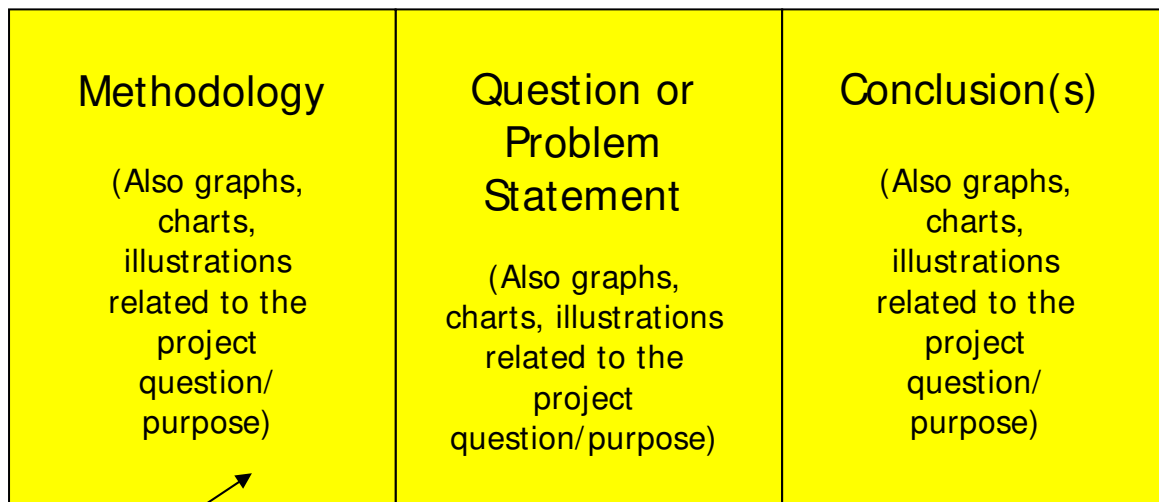 Methodology
(Also graphs,
charts,
illustrations
related to the
project
question/
purpose)
Question or
Problem
Statement
(Also graphs,
charts, illustrations
related to the
project
question/purpose)
Conclusion(s)
(Also graphs,
charts,
illustrations
related to the
project
question/
purpose)